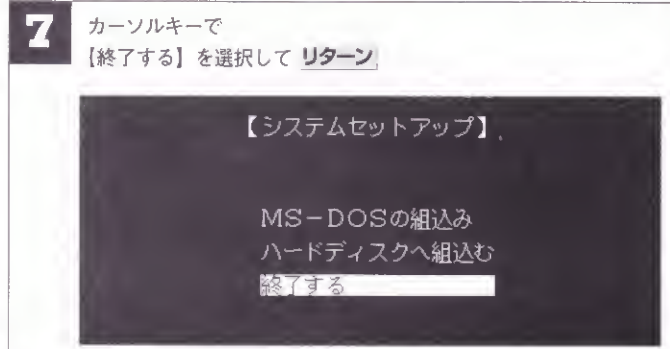 7
カーソルキーで
【終了する】を選択して リターン
【システムセットアップ】
MS-DOSの組込み
ハードディスクへ組込む
終了する